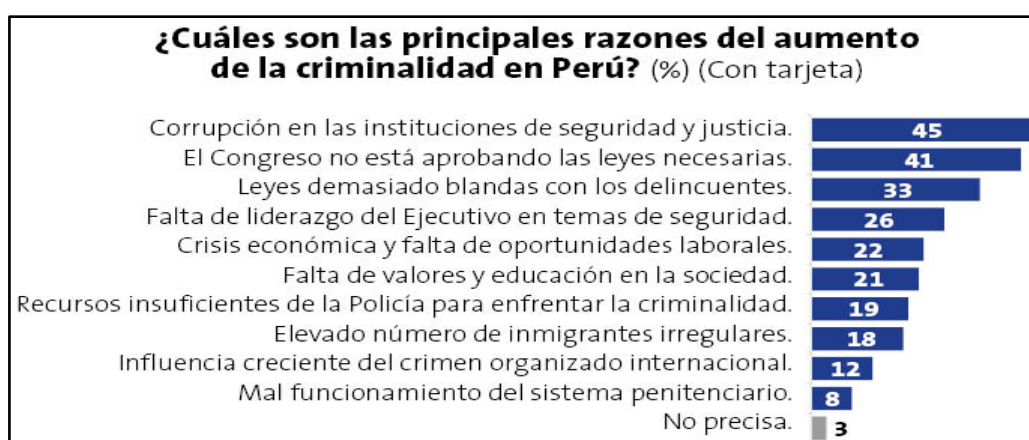 ¿Cuáles son las principales razones del aumento
de la criminalidad en Perú? (%) (Con tarjeta)
Corrupción en las instituciones de seguridad y justicia. 45
El Congreso no está aprobando las leyes necesarias. 41
Leyes demasiado blandas con los delincuentes. 33
Falta de liderazgo del Ejecutivo en temas de seguridad. 26
Crisis económica y falta de oportunidades laborales. 22
Falta de valores y educación en la sociedad. 21
Recursos insuficientes de la Policía para enfrentar la criminalidad. 19
Elevado número de inmigrantes irregulares. 18
Influencia creciente del crimen organizado internacional. 12
Mal funcionamiento del sistema penitenciario. 8
No precisa. 3